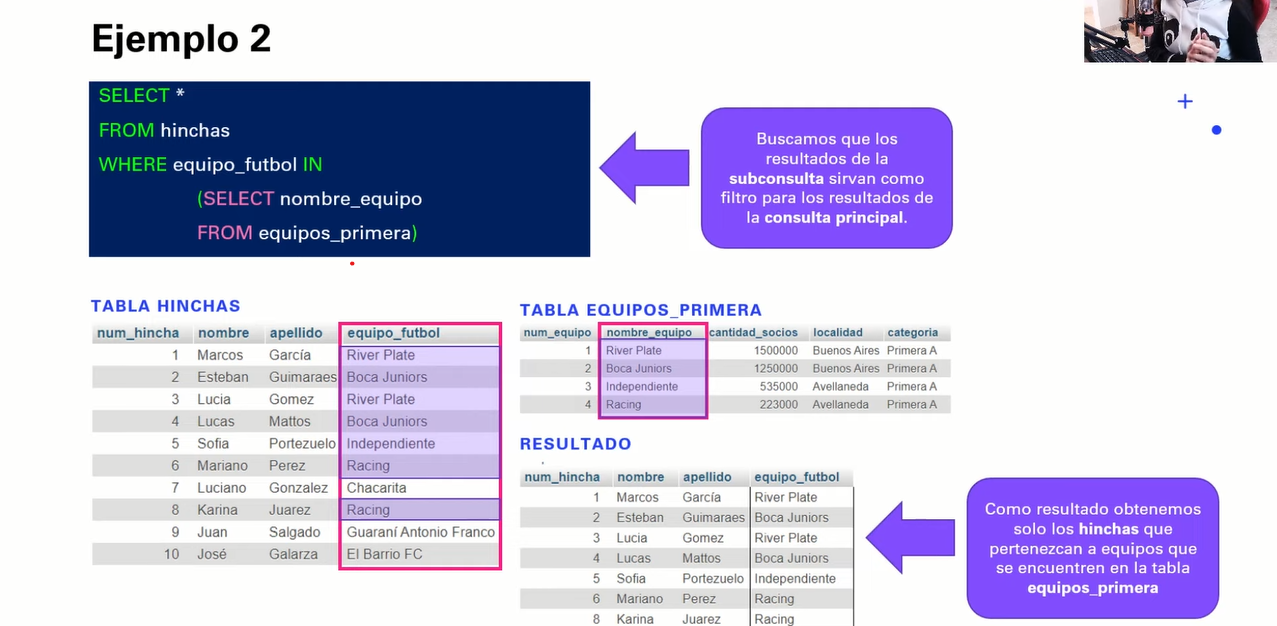 Ejemplo 2
SELECT *
FROM hinchas
WHERE equipo_futbol IN
(SELECT nombre_equipo
FROM equipos_primera)
Buscamos que los
resultados de la
subconsulta sirvan como
filtro para los resultados de
la consulta principal.
TABLA HINCHAS
num_hincha nombre apellido equipo_futbol
1 Marcos García River Plate
2 Esteban Guimaraes Boca Juniors
3 Lucia Gomez River Plate
4 Lucas Mattos Boca Juniors
5 Sofia Portezuelo Independiente
6 Mariano Perez Racing
7 Luciano Gonzalez Chacarita
8 Karina Juarez Racing
9 Juan Salgado Guaraní Antonio Franco
10 José Galarza El Barrio FC
TABLA EQUIPOS_PRIMERA
num_equipo nombre_equipo cantidad_socios localidad categoria
1 River Plate 1500000 Buenos Aires Primera A
2 Boca Juniors 1250000 Buenos Aires Primera A
3 Independiente 535000 Avellaneda Primera A
4 Racing 223000 Avellaneda Primera A
RESULTADO
num_hincha nombre apellido equipo_futbol
1 Marcos García River Plate
2 Esteban Guimaraes Boca Juniors
3 Lucia Gomez River Plate
4 Lucas Mattos Boca Juniors
5 Sofia Portezuelo Independiente
6 Mariano Perez Racing
8 Karina Juarez Racing
Como resultado obtenemos
solo los hinchas que
pertenezcan a equipos que
se encuentren en la tabla
equipos_primera